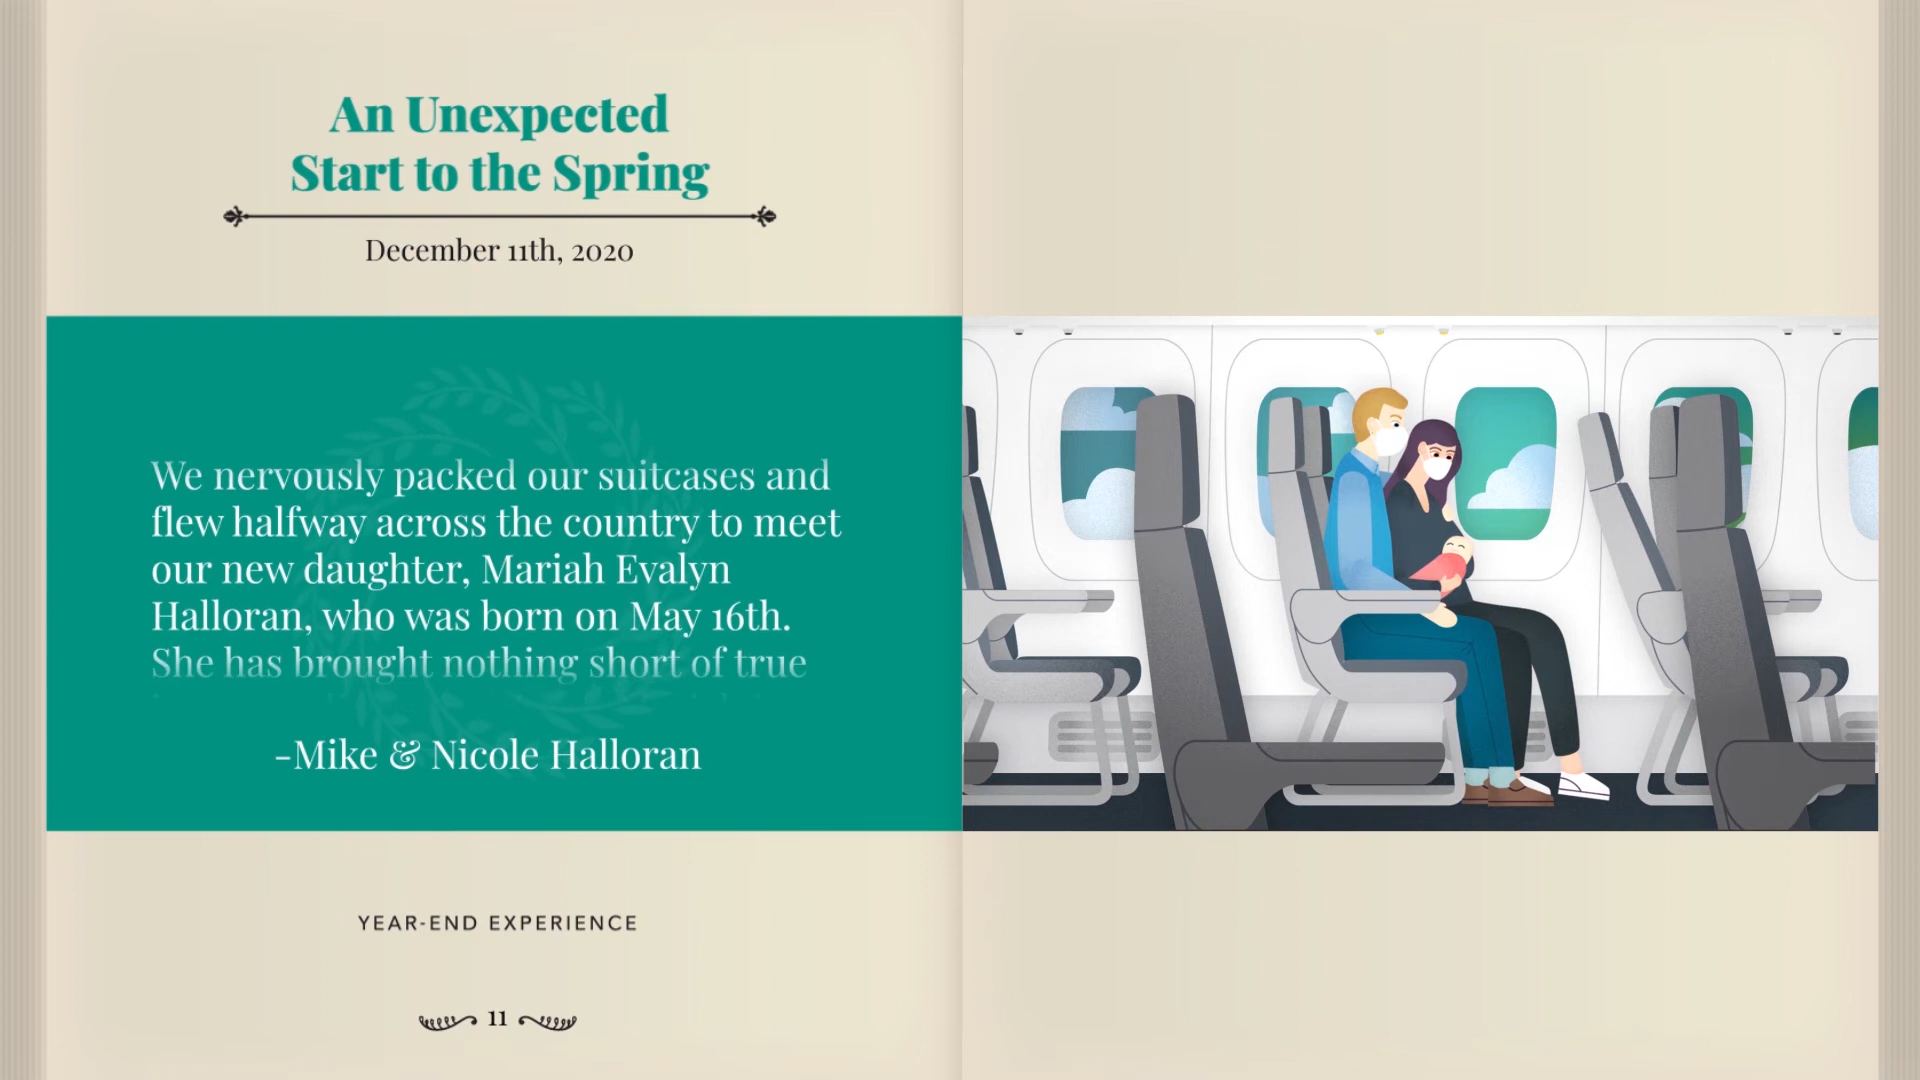 An Unexpected
Start to the Spring
December 11th, 2020
We nervously packed our suitcases and
flew halfway across the country to meet
our new daughter, Mariah Evalyn
Halloran, who was born on May 16th.
She has brought nothing short of true
-Mike & Nicole Halloran
YEAR-END EXPERIENCE
11